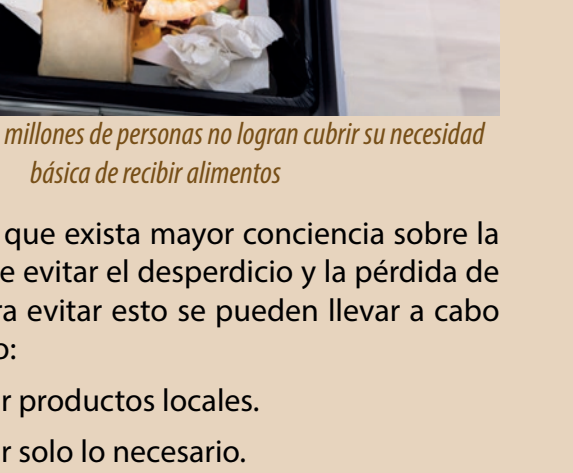 millones de personas no logran cubrir su necesidad
básica de recibir alimentos
que exista mayor conciencia sobre la
evitar el desperdicio y la pérdida de
evitar esto se pueden llevar a cabo
productos locales.
solo lo necesario.